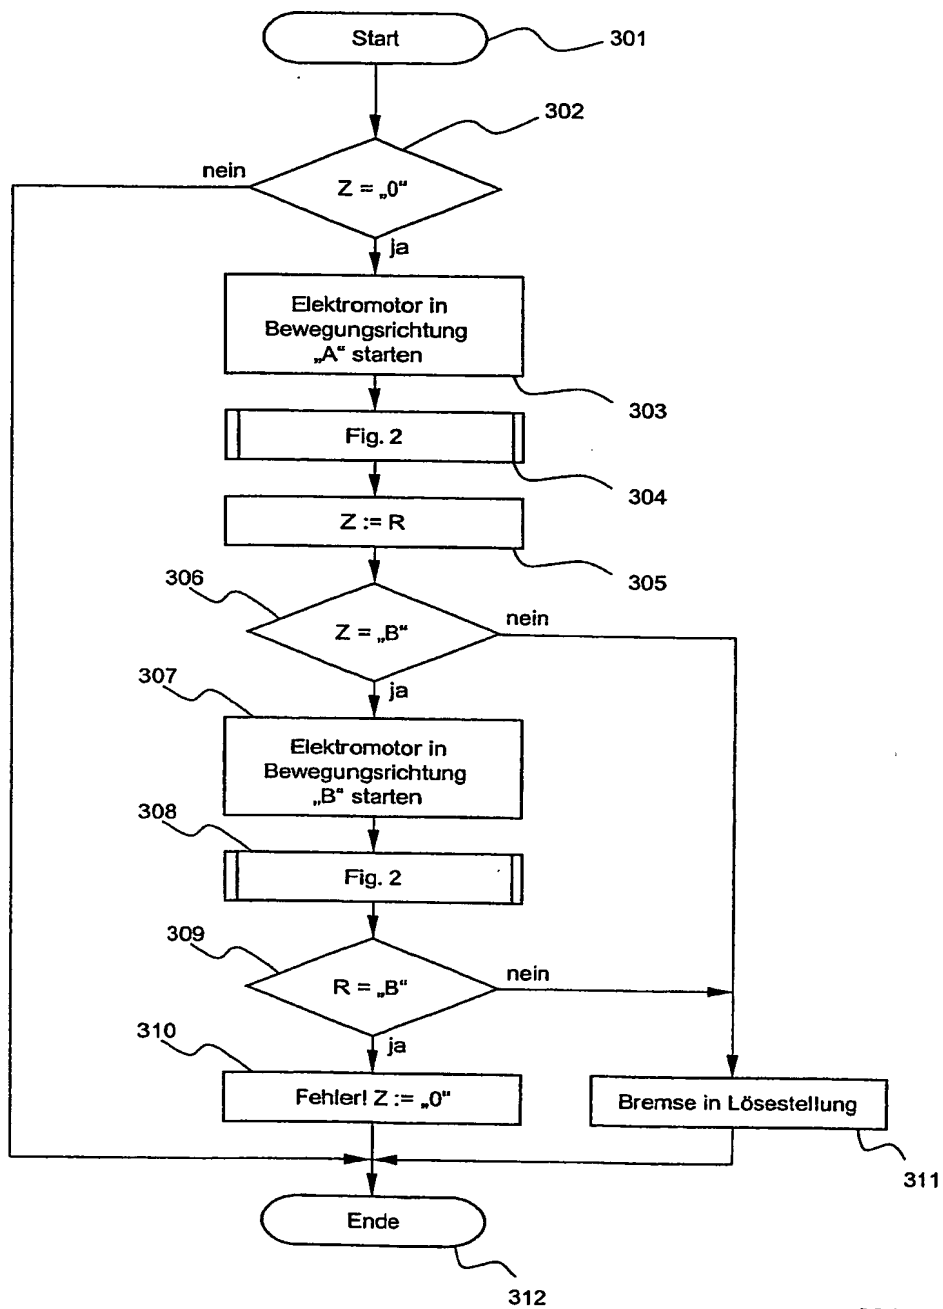 Start
301
302
nein
Z = „0“
ja
Elektromotor in
Bewegungsrichtung
„A“ starten
303
Fig. 2
304
Z := R
305
306
Z = „B“
nein
ja
307
Elektromotor in
Bewegungsrichtung
„B“ starten
308
Fig. 2
309
R = „B“
nein
ja
310
Fehler! Z := „0“
Bremse in Lösestellung
311
Ende
312